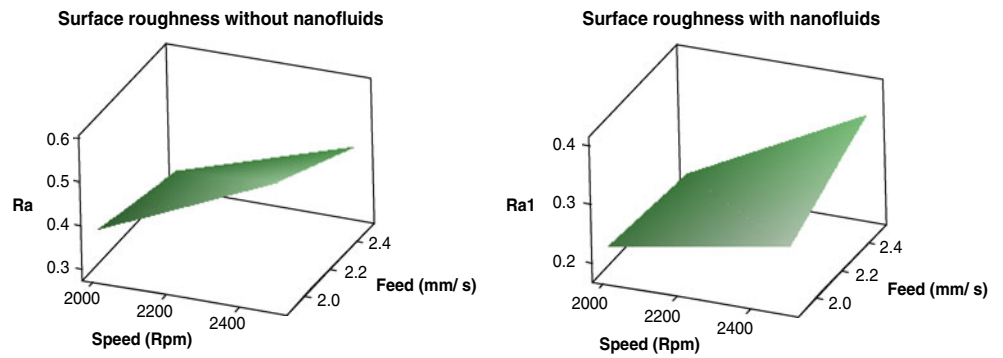 Surface roughness without nanofluids
0.6
0.5
Ra
0.4
0.3
2000
2200
2400
Speed (Rpm)
2.0
2.2
2.4
Feed (mm/ s)
Surface roughness with nanofluids
0.4
0.3
Ra1
0.2
2000
2200
2400
Speed (Rpm)
2.0
2.2
2.4
Feed (mm/ s)